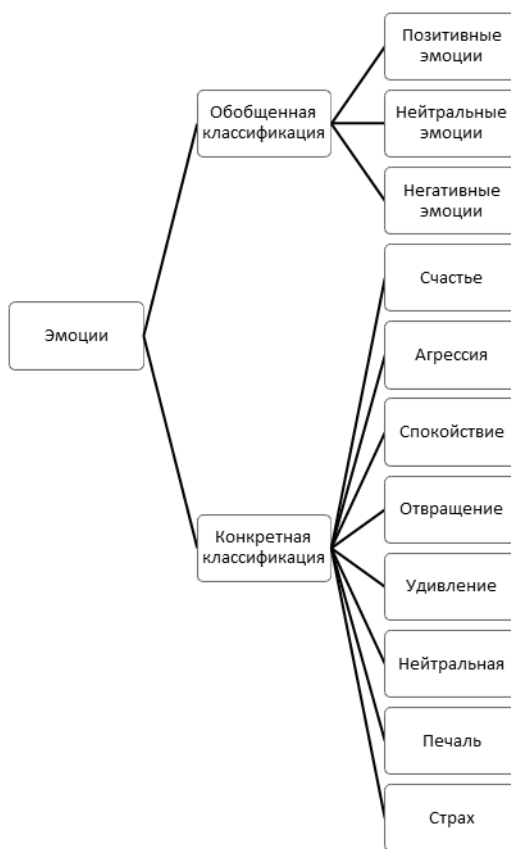 Позитивные
эмоции
Обобщенная
классификация
Нейтральные
эмоции
Негативные
эмоции
Счастье
Эмоции
Агрессия
Спокойствие
Отвращение
Конкретная
классификация
Удивление
Нейтральная
Печаль
Страх